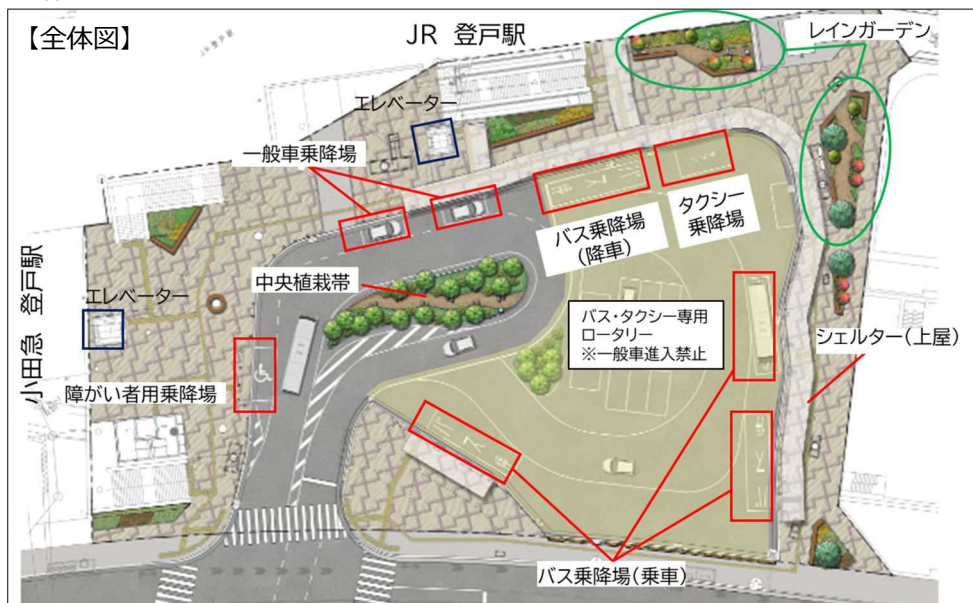 【全体図】
JR 登戸駅
JR登戸駅
レインガーデン
エレベーター
一般車乗降場
バス乗降場
(降車)
タクシー
乗降場
中央植栽帯
小田急 登戸駅
エレベーター
バス・タクシー専用
ロータリー
※一般車進入禁止
シェルター(上屋)
障がい者用乗降場
バス乗降場(乗車)